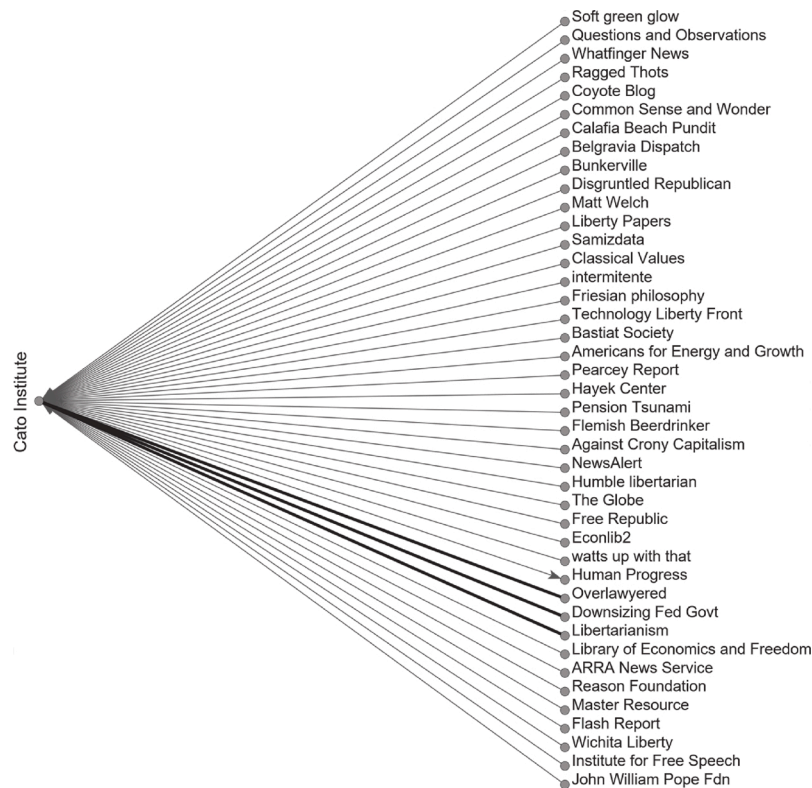 Soft green glow
Questions and Observations
Whatfinger News
Ragged Thots
Coyote Blog
Common Sense and Wonder
Calafia Beach Pundit
Belgravia Dispatch
Bunkerville
Disgruntled Republican
Matt Welch
Liberty Papers
Samizdata
Classical Values
intermitente
Friesian philosophy
Technology Liberty Front
Bastiat Society
Americans for Energy and Growth
Pearcey Report
Hayek Center
Pension Tsunami
Flemish Beerdrinker
Against Crony Capitalism
NewsAlert
Humble libertarian
The Globe
Free Republic
Econlib2
watts up with that
Human Progress
Overlawyered
Downsizing Fed Govt
Libertarianism
Library of Economics and Freedom
ARRA News Service
Reason Foundation
Master Resource
Flash Report
Wichita Liberty
Institute for Free Speech
John William Pope Fdn
Cato Institute